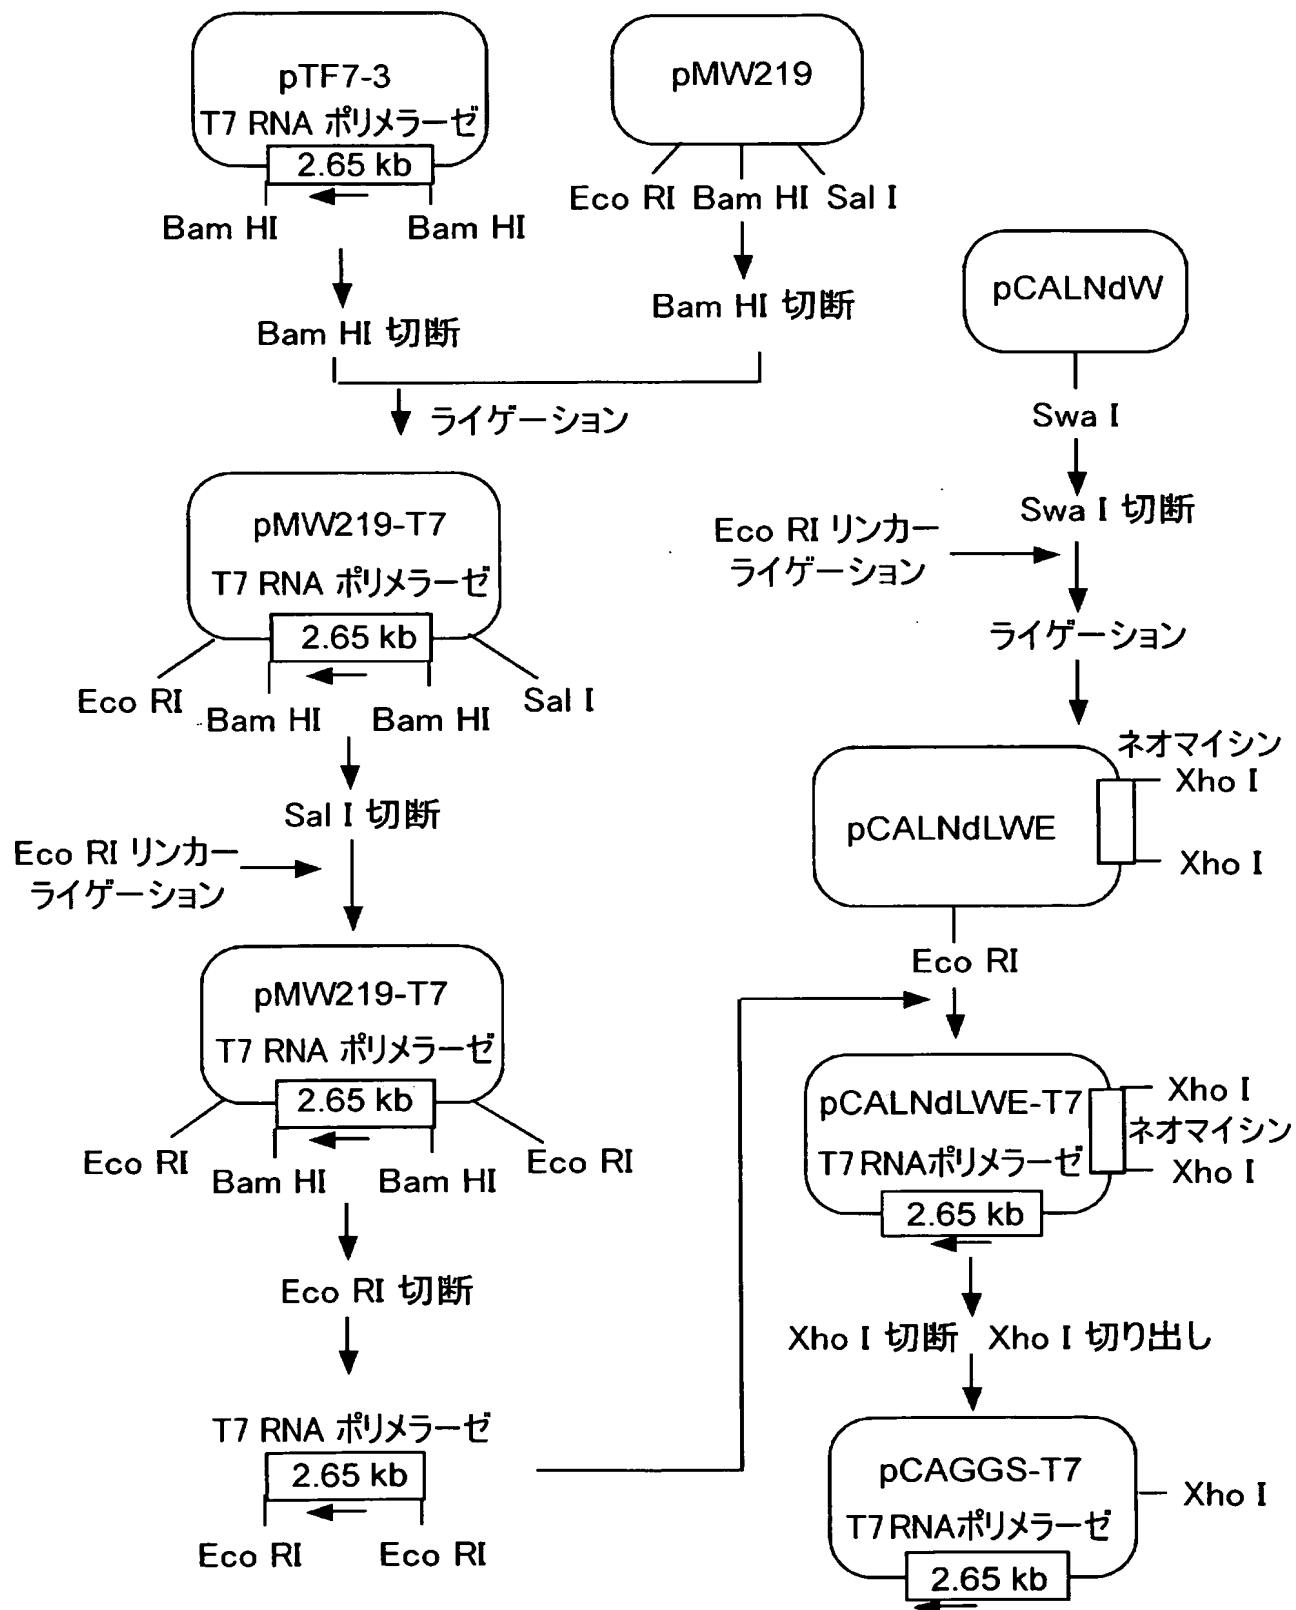 pTF7-3
T7 RNA ポリメラーゼ
2.65 kb
Bam HI
Bam HI
Bam HI 切断
pMW219
Eco RI Bam HI Sal I
Bam HI 切断
ライゲーション
pMW219-T7
T7 RNA ポリメラーゼ
2.65 kb
Eco RI
Bam HI
Bam HI
Sal I
Sal I 切断
Eco RI リンカー
ライゲーション
pMW219-T7
T7 RNA ポリメラーゼ
2.65 kb
Eco RI
Bam HI
Bam HI
Eco RI
Eco RI 切断
T7 RNA ポリメラーゼ
2.65 kb
Eco RI
Eco RI
pCALNdW
Swa I
Swa I 切断
Eco RI リンカー
ライゲーション
ライゲーション
ネオマイシン
Xho I
pCALNdLWE
Xho I
Eco RI
pCALNdLWE-T7
Xho I
ネオマイシン
T7 RNAポリメラーゼ
Xho I
2.65 kb
Xho I 切断
Xho I 切り出し
pCAGGS-T7
Xho I
T7 RNAポリメラーゼ
2.65 kb